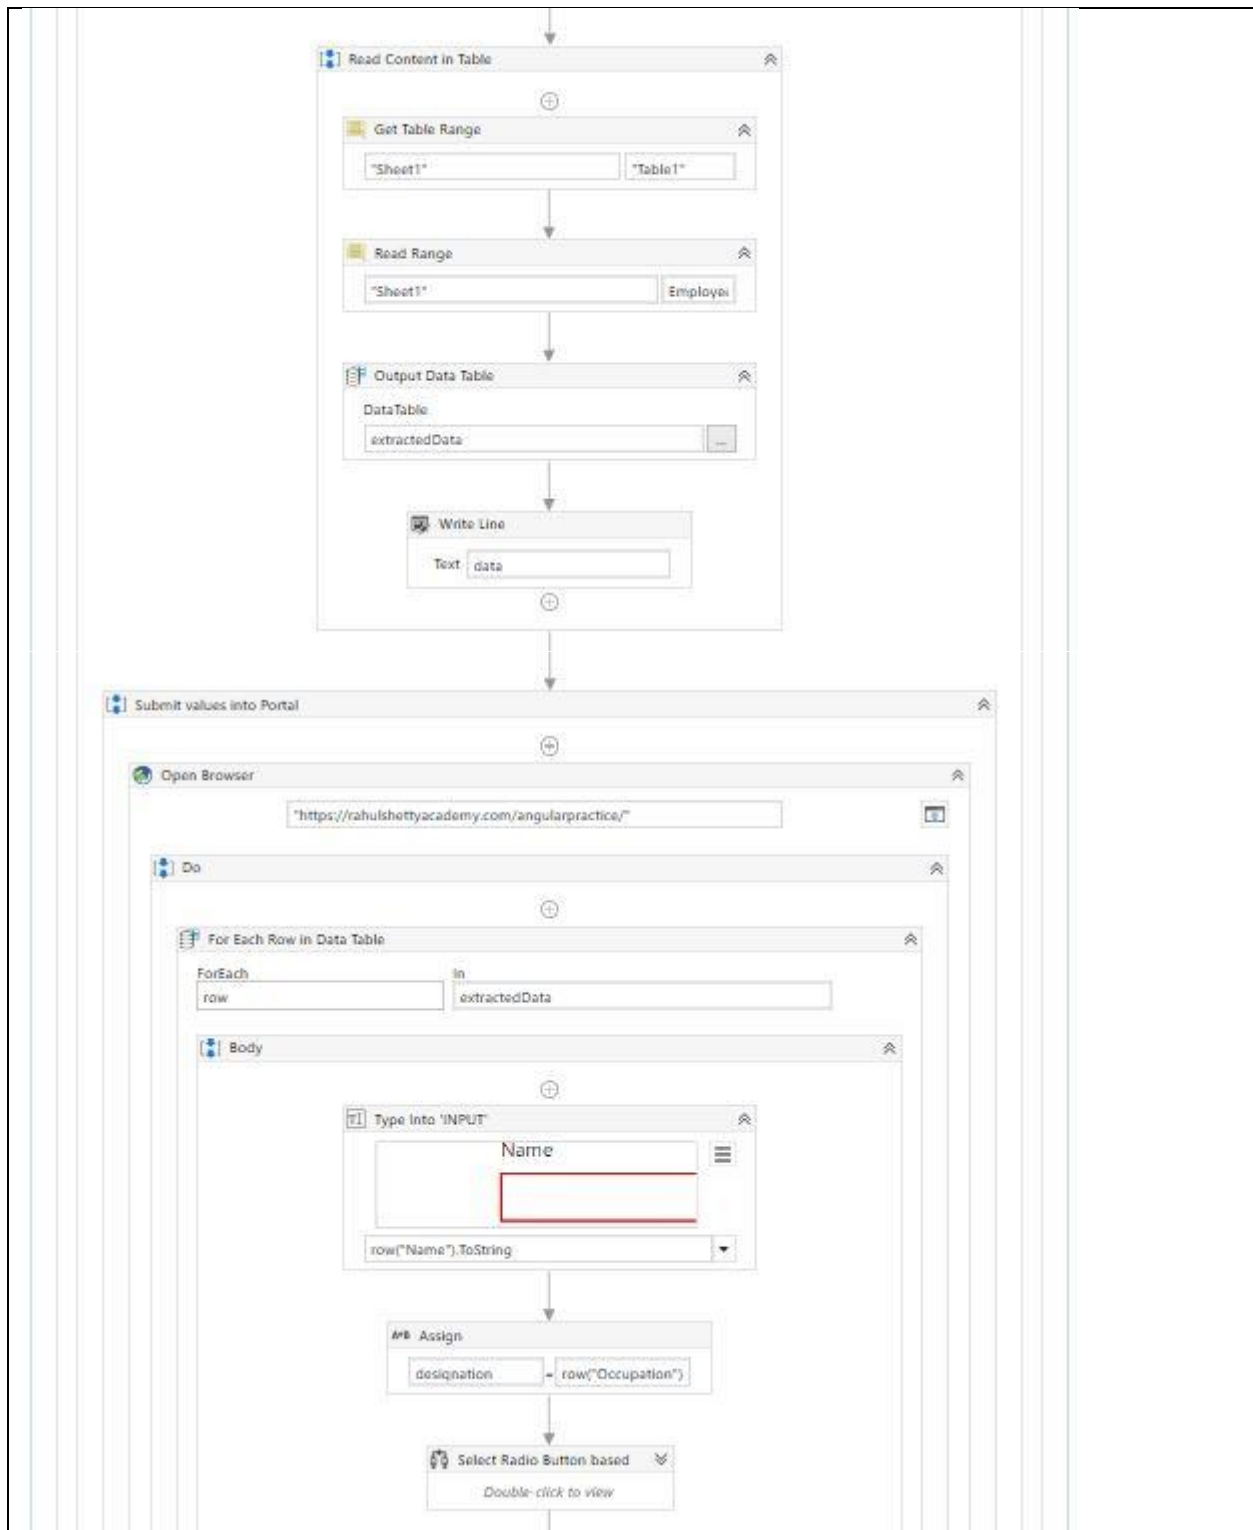 Read Content in Table
Get Table Range
"Sheet1" "Table1"
Read Range
"Sheet1" Employe
Output Data Table
DataTable
extractedData ...
Write Line
Text data
Submit values into Portal
Open Browser
"https://rahulshettyacademy.com/angularpractice/"
Do
For Each Row in Data Table
ForEach In
row extractedData
Body
Type Into 'INPUT'
Name
row("Name").ToString
A*B Assign
designation = row("Occupation")
Select Radio Button based
Double-click to view